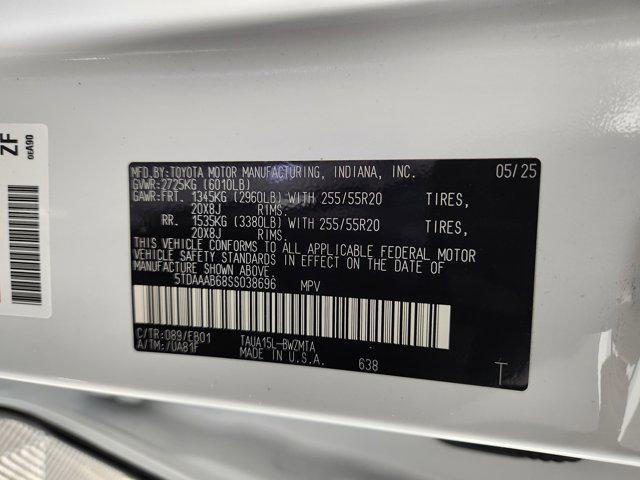 ZF
0EA90
MFD.BY:TOYOTA MOTOR MANUFACTURING, INDIANA, INC. 05/25
GVWR:2725KG (6010LB)
GAWR:FRT. 1345KG (2960LB) WITH 255/55R20 TIRES,
20X8J RIMS.
RR. 1535KG (3380LB) WITH 255/55R20 TIRES,
20X8J RIMS.
THIS VEHICLE CONFORMS TO ALL APPLICABLE FEDERAL MOTOR
VEHICLE SAFETY STANDARDS IN EFFECT ON THE DATE OF
MANUFACTURE SHOWN ABOVE.
5TDAAAB68SS038696 MPV
C/TR:089/EB01 TAUA15L-BWZMTA
A/TM:/UA81F MADE IN U.S.A. 638 T